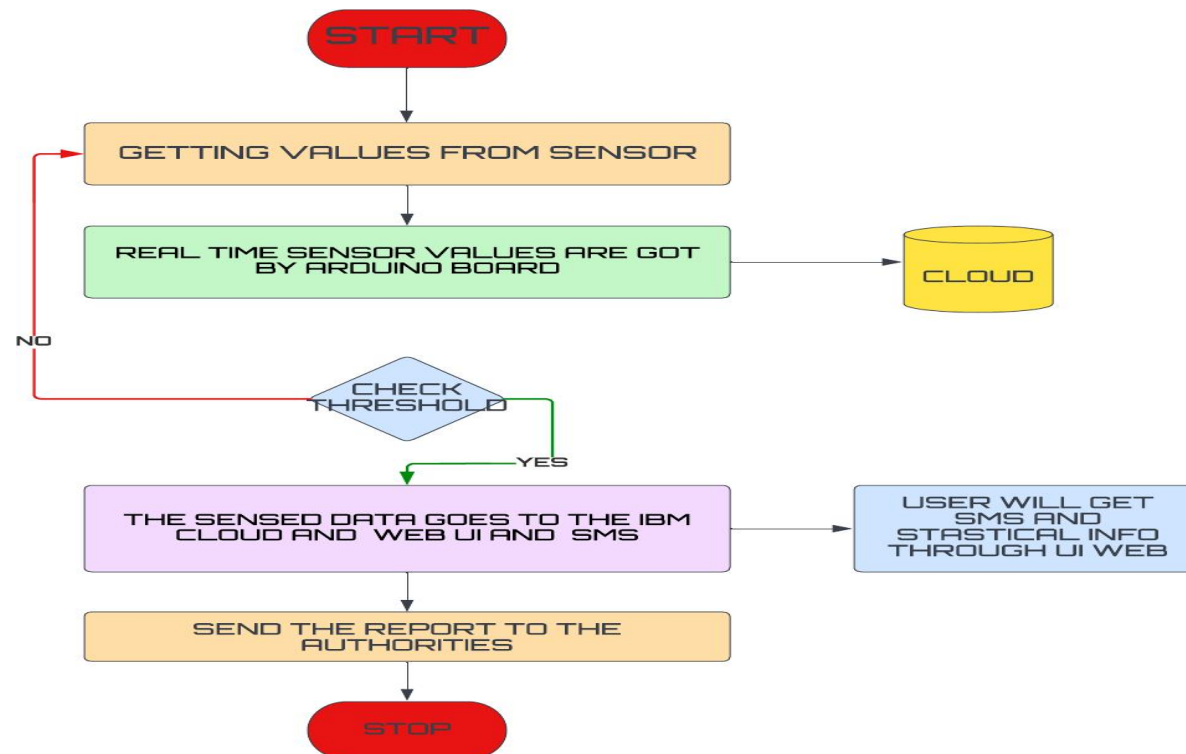 START
GETTING VALUES FROM SENSOR
REAL TIME SENSOR VALUES ARE GOT
BY ARDUINO BOARD
CLOUD
NO
CHECK
THRESHOLD
YES
THE SENSED DATA GOES TO THE IBM
CLOUD AND WEB UI AND SMS
USER WILL GET
SMS AND
STASTICAL INFO
THROUGH UI WEB
SEND THE REPORT TO THE
AUTHORITIES
STOP